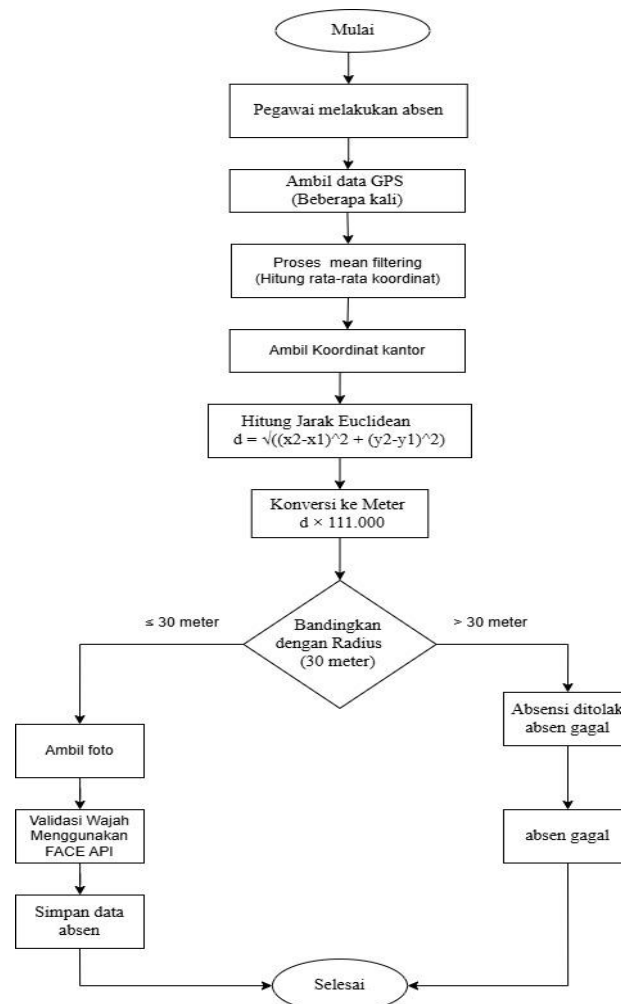 Mulai
Pegawai melakukan absen
Ambil data GPS
(Beberapa kali)
Proses mean filtering
(Hitung rata-rata koordinat)
Ambil Koordinat kantor
Hitung Jarak Euclidean
d = √((x2-x1)^2 + (y2-y1)^2)
Konversi ke Meter
d × 111.000
Bandingkan
dengan Radius
(30 meter)
≤ 30 meter
> 30 meter
Ambil foto
Validasi Wajah
Menggunakan
FACE API
Simpan data
absen
Absensi ditolak
absen gagal
absen gagal
Selesai